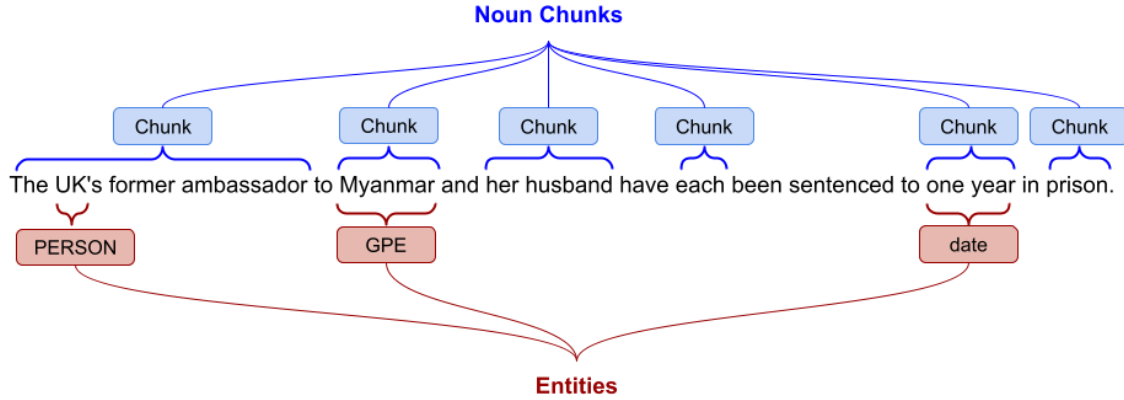 Noun Chunks
Chunk Chunk Chunk Chunk Chunk Chunk
The UK's former ambassador to Myanmar and her husband have each been sentenced to one year in prison.
PERSON GPE date
Entities